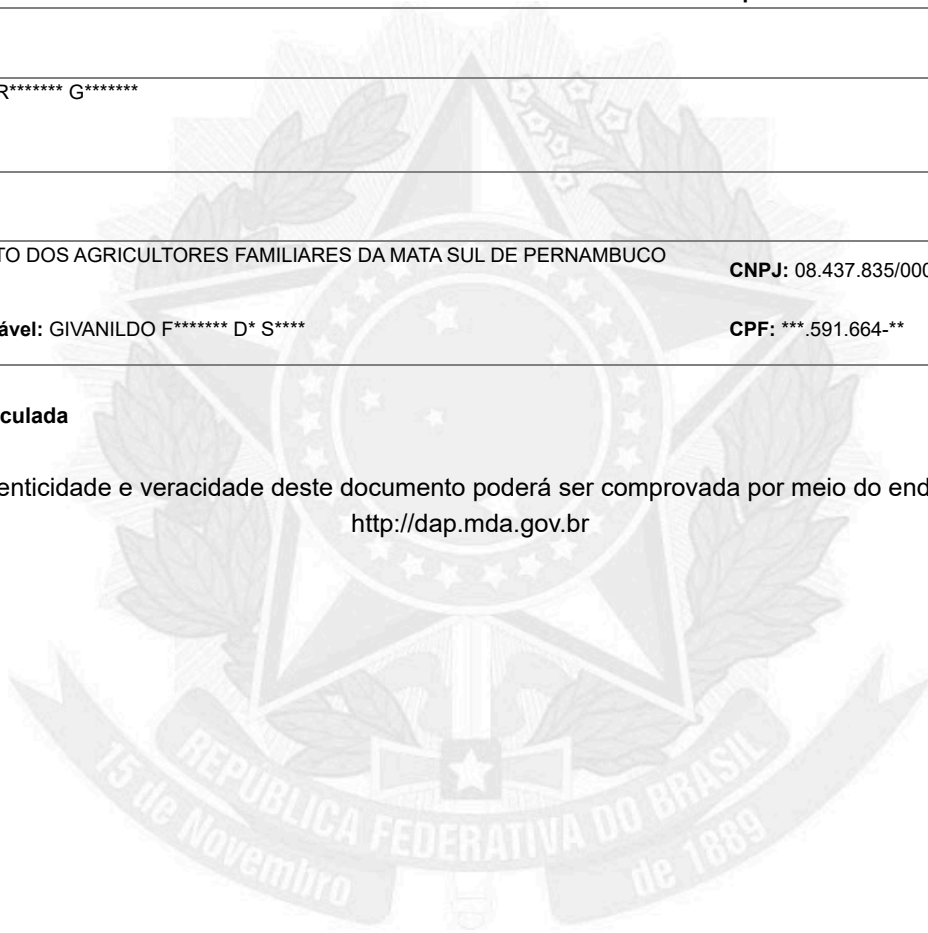 R******* G*******
TO DOS AGRICULTORES FAMILIARES DA MATA SUL DE PERNAMBUCO
CNPJ: 08.437.835/000
ável: GIVANILDO F******* D* S**** CPF: ***.591.664-**
culada
enticidade e veracidade deste documento poderá ser comprovada por meio do end
http://dap.mda.gov.br
REPÚBLICA FEDERATIVA DO BRASIL
15 de Novembro de 1889